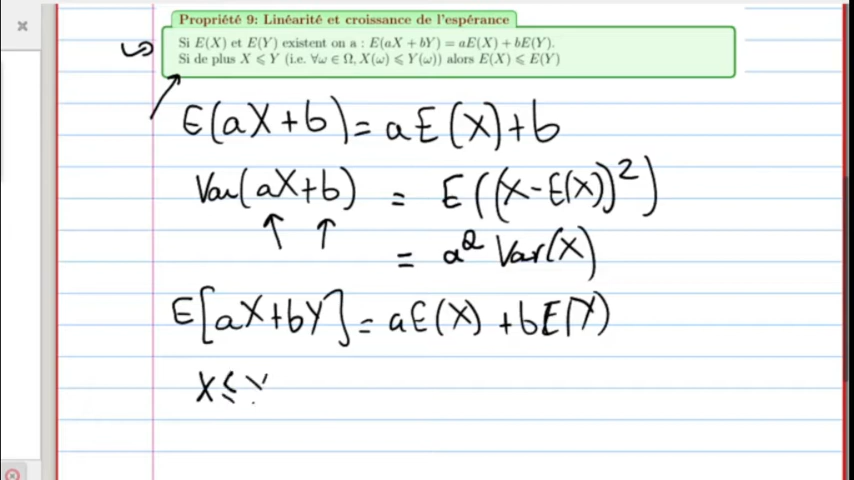 Propriété 9: Linéarité et croissance de l'espérance
Si E(X) et E(Y) existent on a : E(aX + bY) = aE(X) + bE(Y).
Si de plus X ⩽ Y (i.e. ∀ω ∈ Ω, X(ω) ⩽ Y(ω)) alors E(X) ⩽ E(Y)
E(aX+b)=aE(X)+b
Var(aX+b) = E((X-E(X))²)
= a² Var(X)
E[aX+bY]=aE(X)+bE(Y)
X≤Y